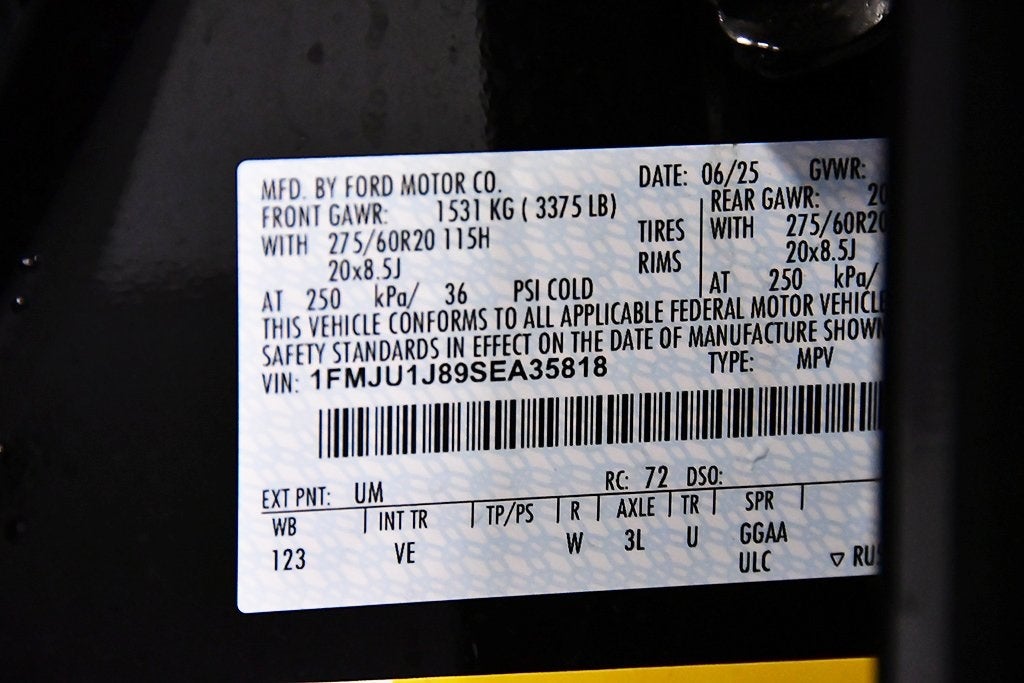 MFD. BY FORD MOTOR CO. DATE: 06/25 GVWR:
FRONT GAWR: 1531 KG ( 3375 LB) REAR GAWR: 20
WITH 275/60R20 115H TIRES WITH 275/60R20
20x8.5J RIMS 20x8.5J
AT 250 kPa/ 36 PSI COLD AT 250 kPa/
THIS VEHICLE CONFORMS TO ALL APPLICABLE FEDERAL MOTOR VEHICLE
SAFETY STANDARDS IN EFFECT ON THE DATE OF MANUFACTURE SHOWN
VIN: 1FMJU1J89SEA35818 TYPE: MPV
EXT PNT: UM RC: 72 DSO:
WB INT TR TP/PS R AXLE TR SPR
123 VE W 3L U GGAA
ULC ▽ RUS